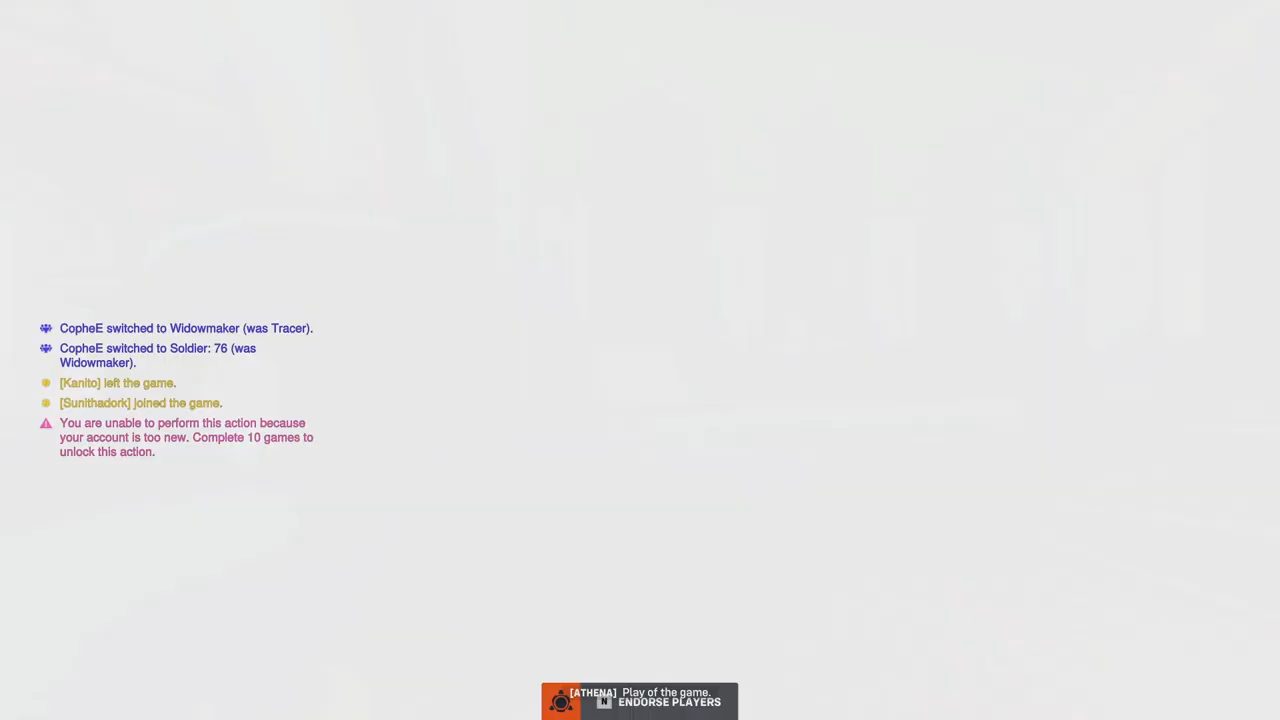 CopheE switched to Widowmaker (was Tracer).
CopheE switched to Soldier: 76 (was
Widowmaker).
[Kanito] left the game.
[Sunithadork] joined the game.
You are unable to perform this action because
your account is too new. Complete 10 games to
unlock this action.
[ATHENA] Play of the game.
N ENDORSE PLAYERS